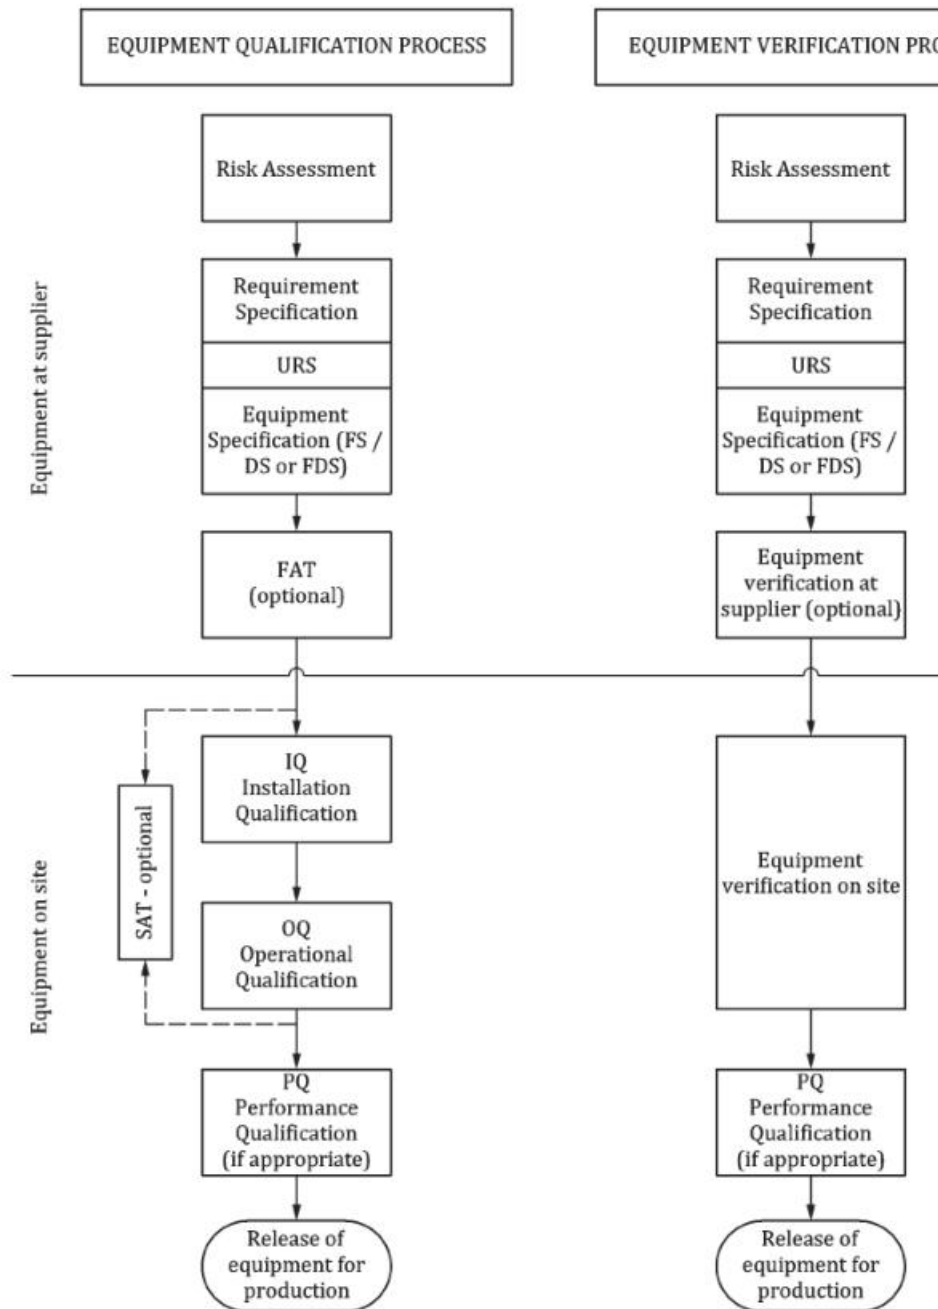 EQUIPMENT QUALIFICATION PROCESS
EQUIPMENT VERIFICATION PRO
Equipment at supplier
Risk Assessment
Requirement
Specification
URS
Equipment
Specification (FS /
DS or FDS)
FAT
(optional)
Risk Assessment
Requirement
Specification
URS
Equipment
Specification (FS /
DS or FDS)
Equipment
verification at
supplier (optional)
Equipment on site
SAT - optional
IQ
Installation
Qualification
OQ
Operational
Qualification
PQ
Performance
Qualification
(if appropriate)
Release of
equipment for
production
Equipment
verification on site
PQ
Performance
Qualification
(if appropriate)
Release of
equipment for
production